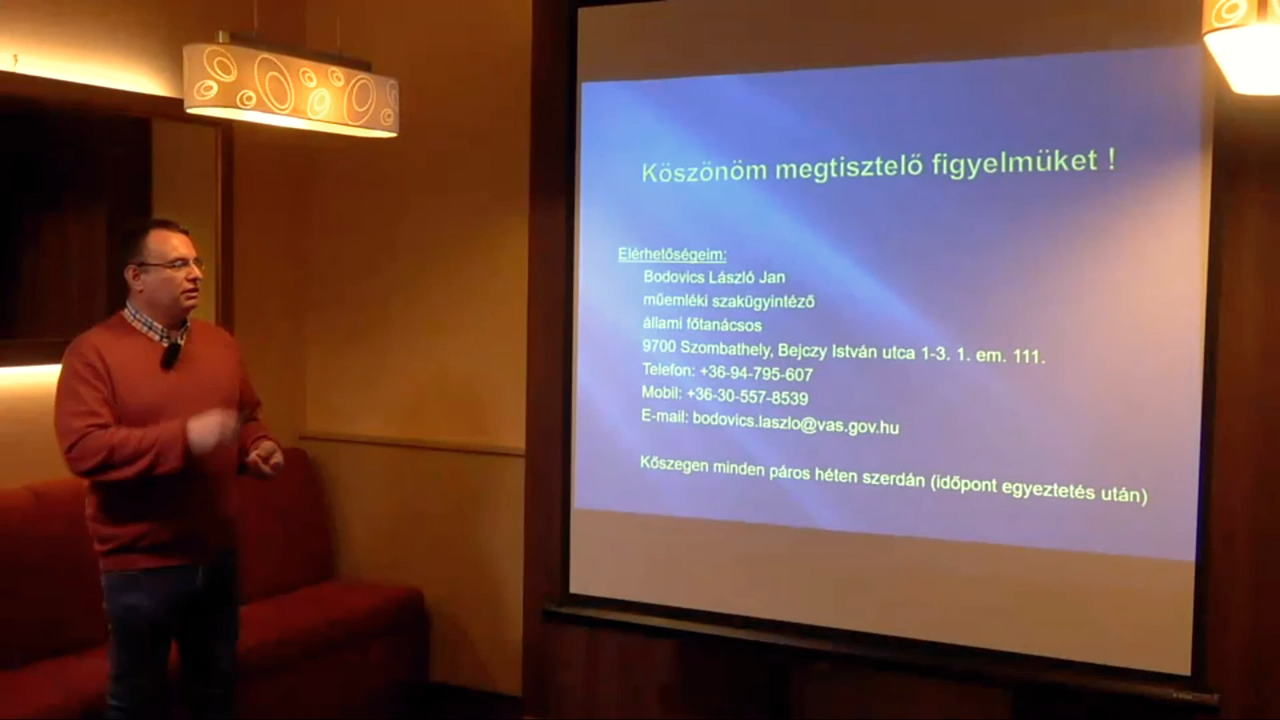 Köszönöm megtisztelő figyelmüket !
Elérhetőségeim:
Bodovics László Jan
műemléki szakügyintéző
állami főtanácsos
9700 Szombathely, Bejczy István utca 1-3. 1. em. 111.
Telefon: +36-94-795-607
Mobil: +36-30-557-8539
E-mail: bodovics.laszlo@vas.gov.hu
Kőszegen minden páros héten szerdán (időpont egyeztetés után)